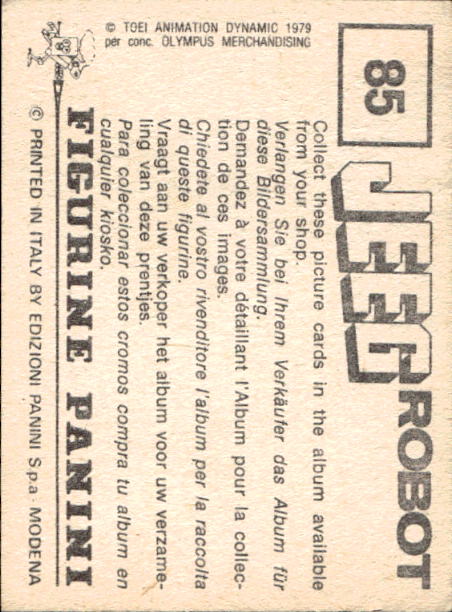 85
JEEG ROBOT
Collect these picture cards in the album available
from your shop.
Verlangen Sie bei Ihrem Verkäufer das Album für
diese Bildersammlung.
Demandez à votre détaillant l'Album pour la collec-
tion de ces images.
Chiedete al vostro rivenditore l'album per la raccolta
di queste figurine.
Vraagt aan uw verkoper het album voor uw verzame-
ling van deze prentjes.
Para coleccionar estos cromos compra tu album en
cualquier kiosko.
FIGURINE PANINI
© PRINTED IN ITALY BY EDIZIONI PANINI S.p.a - MODENA
© TOEI ANIMATION DYNAMIC 1979
per conc. OLYMPUS MERCHANDISING